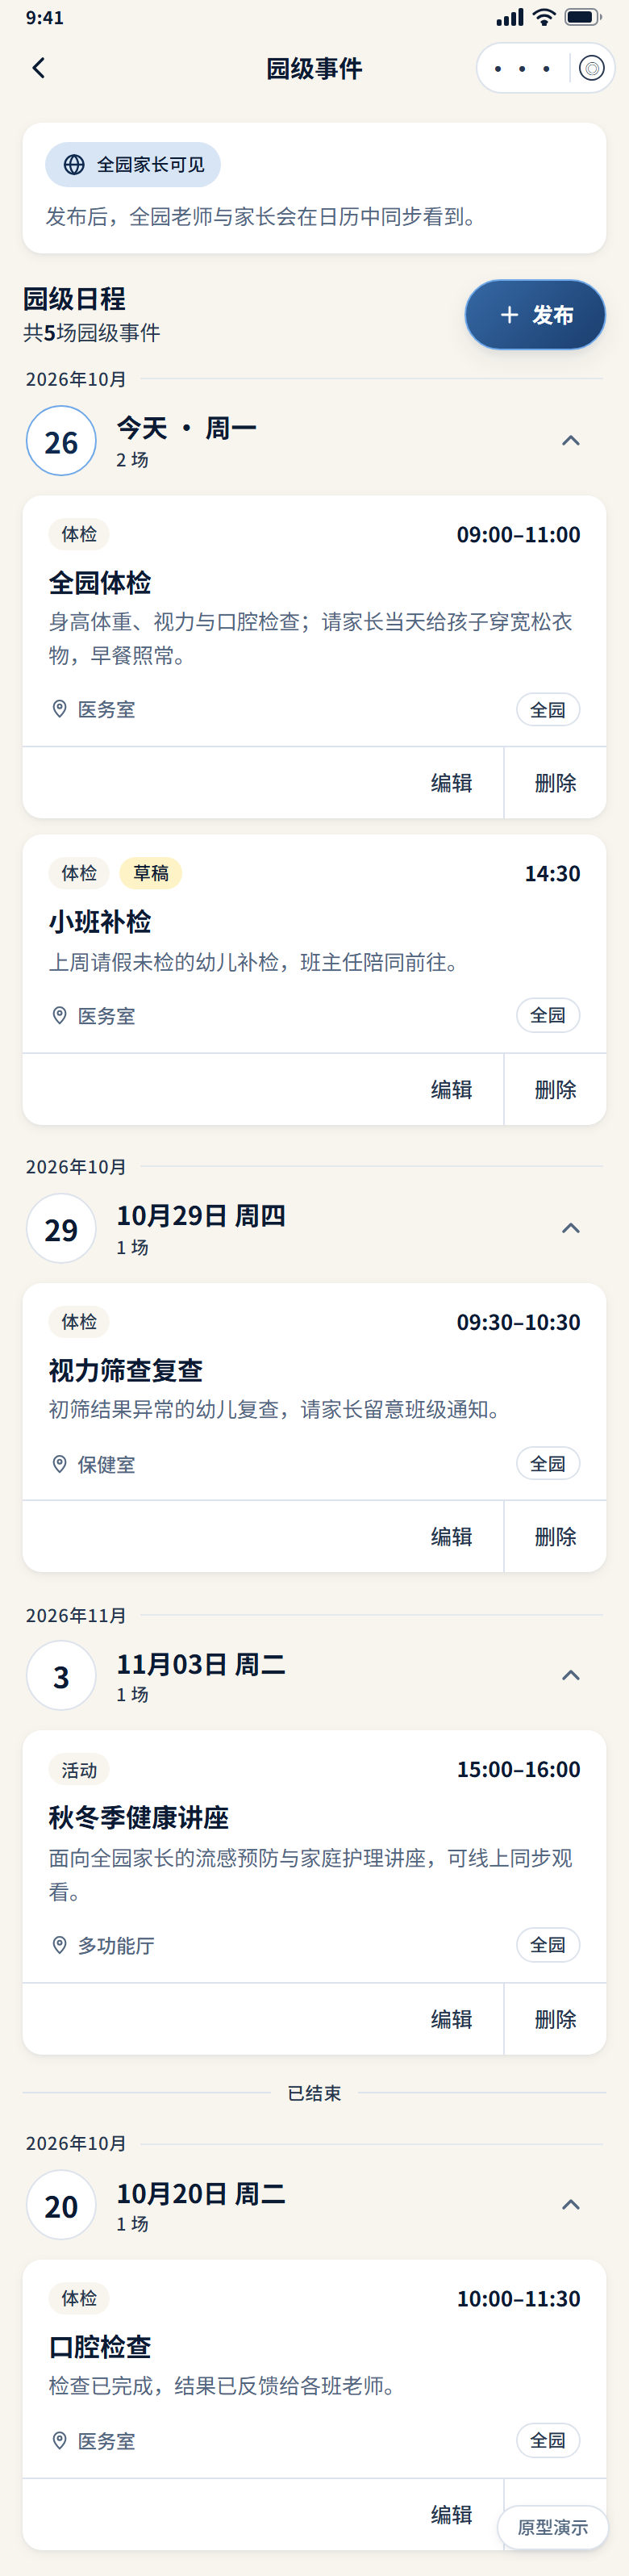 9:41
园级事件
全园家长可见
发布后，全园老师与家长会在日历中同步看到。
园级日程
共5场园级事件
发布
2026年10月
26
今天 · 周一
2 场
体检
09:00–11:00
全园体检
身高体重、视力与口腔检查；请家长当天给孩子穿宽松衣
物，早餐照常。
医务室
全园
编辑
删除
体检
草稿
14:30
小班补检
上周请假未检的幼儿补检，班主任陪同前往。
医务室
全园
编辑
删除
2026年10月
29
10月29日 周四
1 场
体检
09:30–10:30
视力筛查复查
初筛结果异常的幼儿复查，请家长留意班级通知。
保健室
全园
编辑
删除
2026年11月
3
11月03日 周二
1 场
活动
15:00–16:00
秋冬季健康讲座
面向全园家长的流感预防与家庭护理讲座，可线上同步观
看。
多功能厅
全园
编辑
删除
已结束
2026年10月
20
10月20日 周二
1 场
体检
10:00–11:30
口腔检查
检查已完成，结果已反馈给各班老师。
医务室
全园
编辑
原型演示